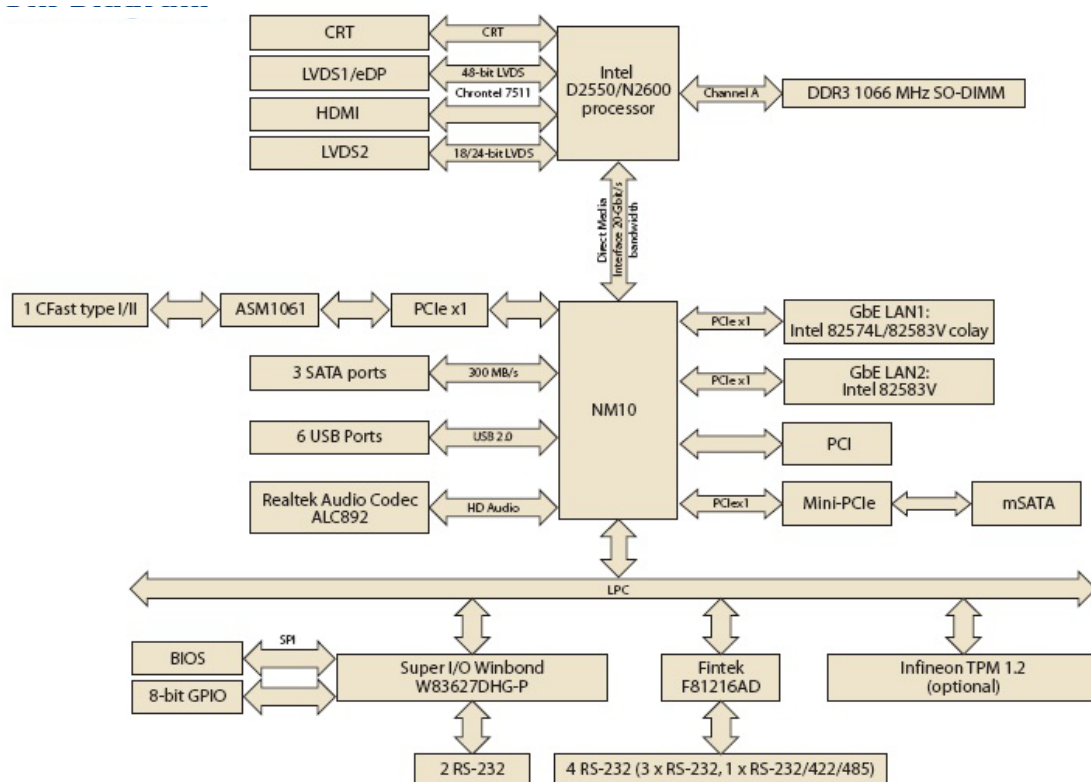 CRT
CRT
LVDS1/eDP
48-bit LVDS
Chrontel 7511
HDMI
LVDS2
18/24-bit LVDS
Intel
D2550/N2600
processor
Channel A
DDR3 1066 MHz SO-DIMM
Direct Media
Interface 20-Gbit/s
bandwidth
1 CFast type I/II
ASM1061
PCIe x1
3 SATA ports
300 MB/s
6 USB Ports
USB 2.0
Realtek Audio Codec
ALC892
HD Audio
NM10
PCIe x1
GbE LAN1:
Intel 82574L/82583V colay
PCIe x1
GbE LAN2:
Intel 82583V
PCI
PCIex1
Mini-PCIe
mSATA
LPC
BIOS
SPI
8-bit GPIO
Super I/O Winbond
W83627DHG-P
Fintek
F81216AD
Infineon TPM 1.2
(optional)
2 RS-232
4 RS-232 (3 x RS-232, 1 x RS-232/422/485)